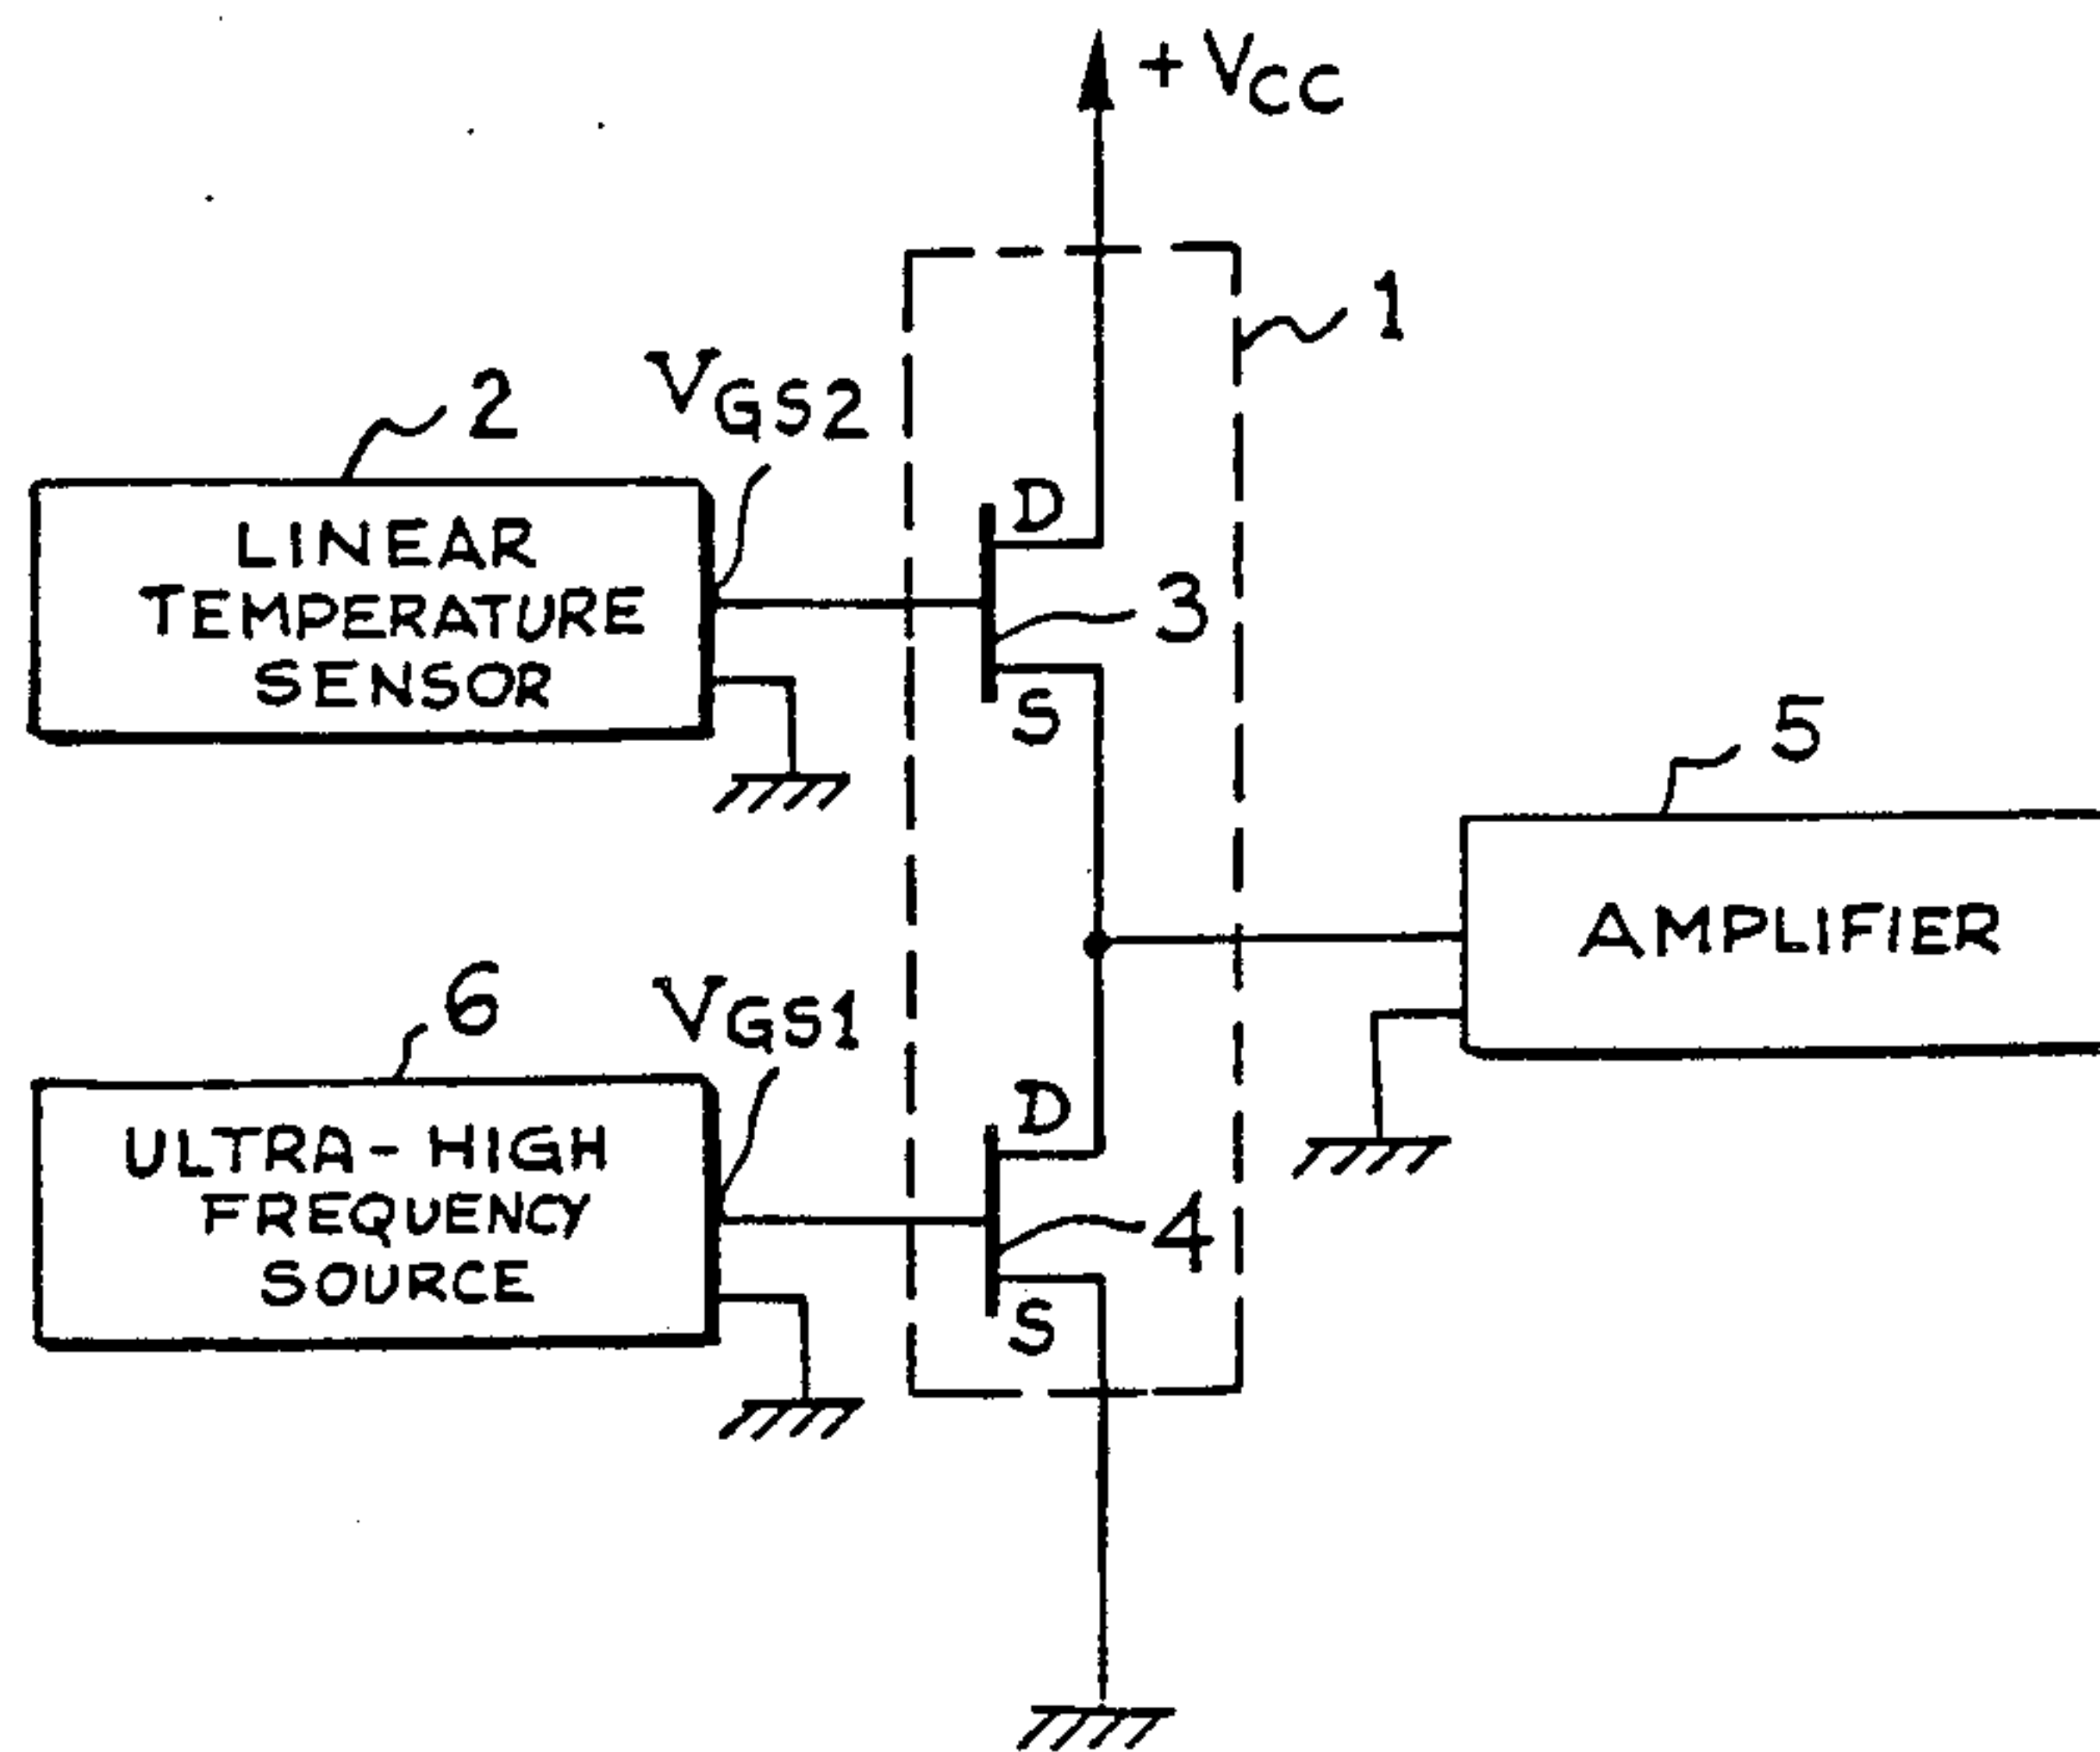 +VCC
1
VGS2
2
LINEAR
TEMPERATURE
SENSOR
D
3
S
5
AMPLIFIER
6
VGS1
ULTRA-HIGH
FREQUENCY
SOURCE
D
4
S